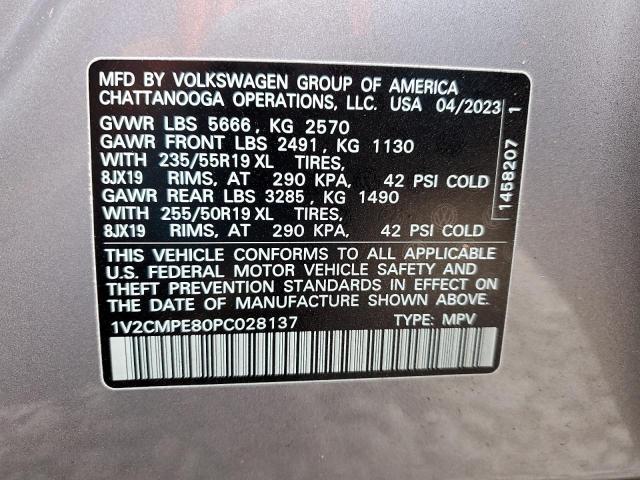 MFD BY VOLKSWAGEN GROUP OF AMERICA
CHATTANOOGA OPERATIONS, LLC. USA 04/2023
GVWR LBS 5666, KG 2570
GAWR FRONT LBS 2491, KG 1130
WITH 235/55R19 XL TIRES,
8JX19 RIMS, AT 290 KPA, 42 PSI COLD
GAWR REAR LBS 3285, KG 1490
WITH 255/50R19 XL TIRES,
8JX19 RIMS, AT 290 KPA, 42 PSI COLD
THIS VEHICLE CONFORMS TO ALL APPLICABLE
U.S. FEDERAL MOTOR VEHICLE SAFETY AND
THEFT PREVENTION STANDARDS IN EFFECT ON
THE DATE OF MANUFACTURE SHOWN ABOVE.
1V2CMPE80PC028137 TYPE: MPV
1458207 1